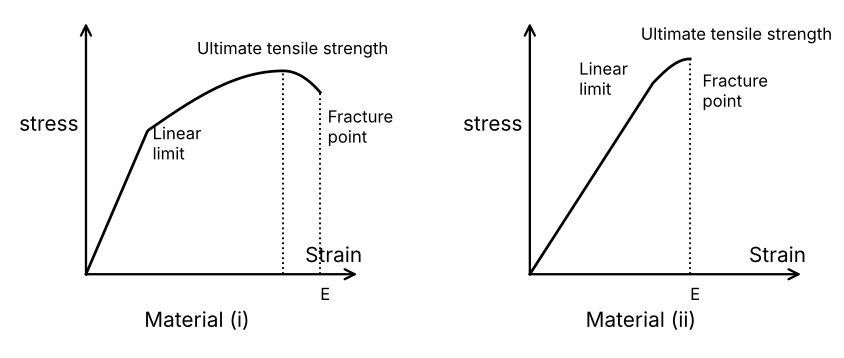 Ultimate tensile strength
stress
Linear
limit
Fracture
point
Strain
E
Material (i)
Ultimate tensile strength
Linear
limit
Fracture
point
stress
Strain
E
Material (ii)